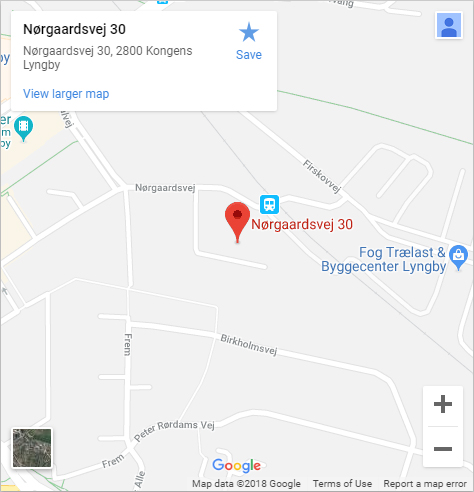 Nørgaardsvej 30
Nørgaardsvej 30, 2800 Kongens
Lyngby
Save
View larger map
Nørgaardsvej
Firskovvej
Nørgaardsvej 30
Fog Trælast &
Byggecenter Lyngby
Birkholmsvej
Frem
Peter Rørdams Vej
Frem
Alle
Google
Map data ©2018 Google
Terms of Use
Report a map error